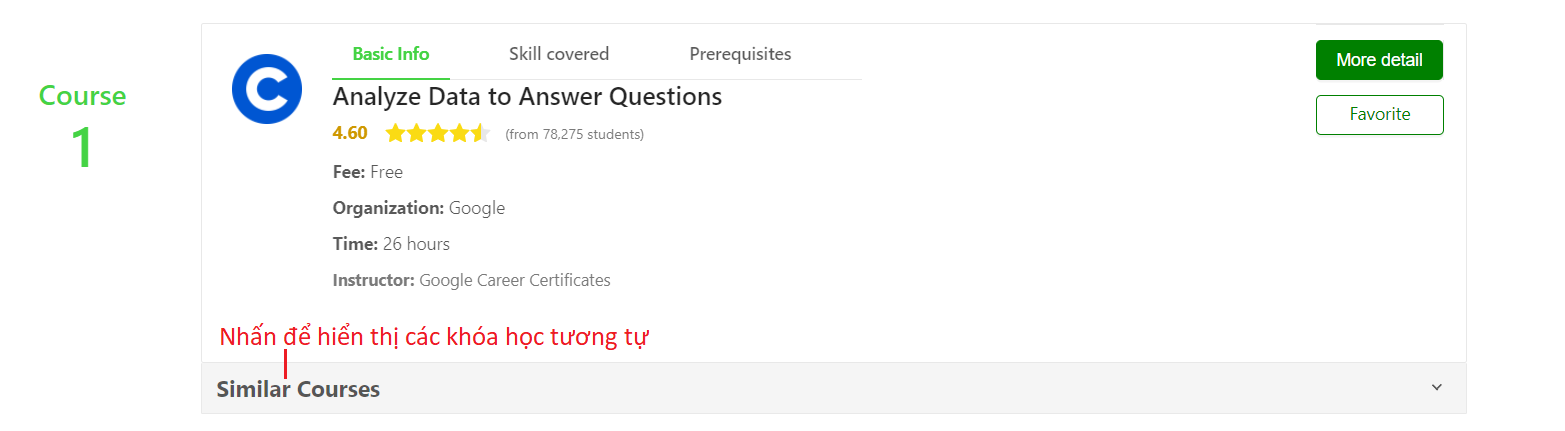 Course
1
Basic Info Skill covered Prerequisites
Analyze Data to Answer Questions
4.60 (from 78,275 students)
Fee: Free
Organization: Google
Time: 26 hours
Instructor: Google Career Certificates
More detail
Favorite
Nhấn để hiển thị các khóa học tương tự
Similar Courses